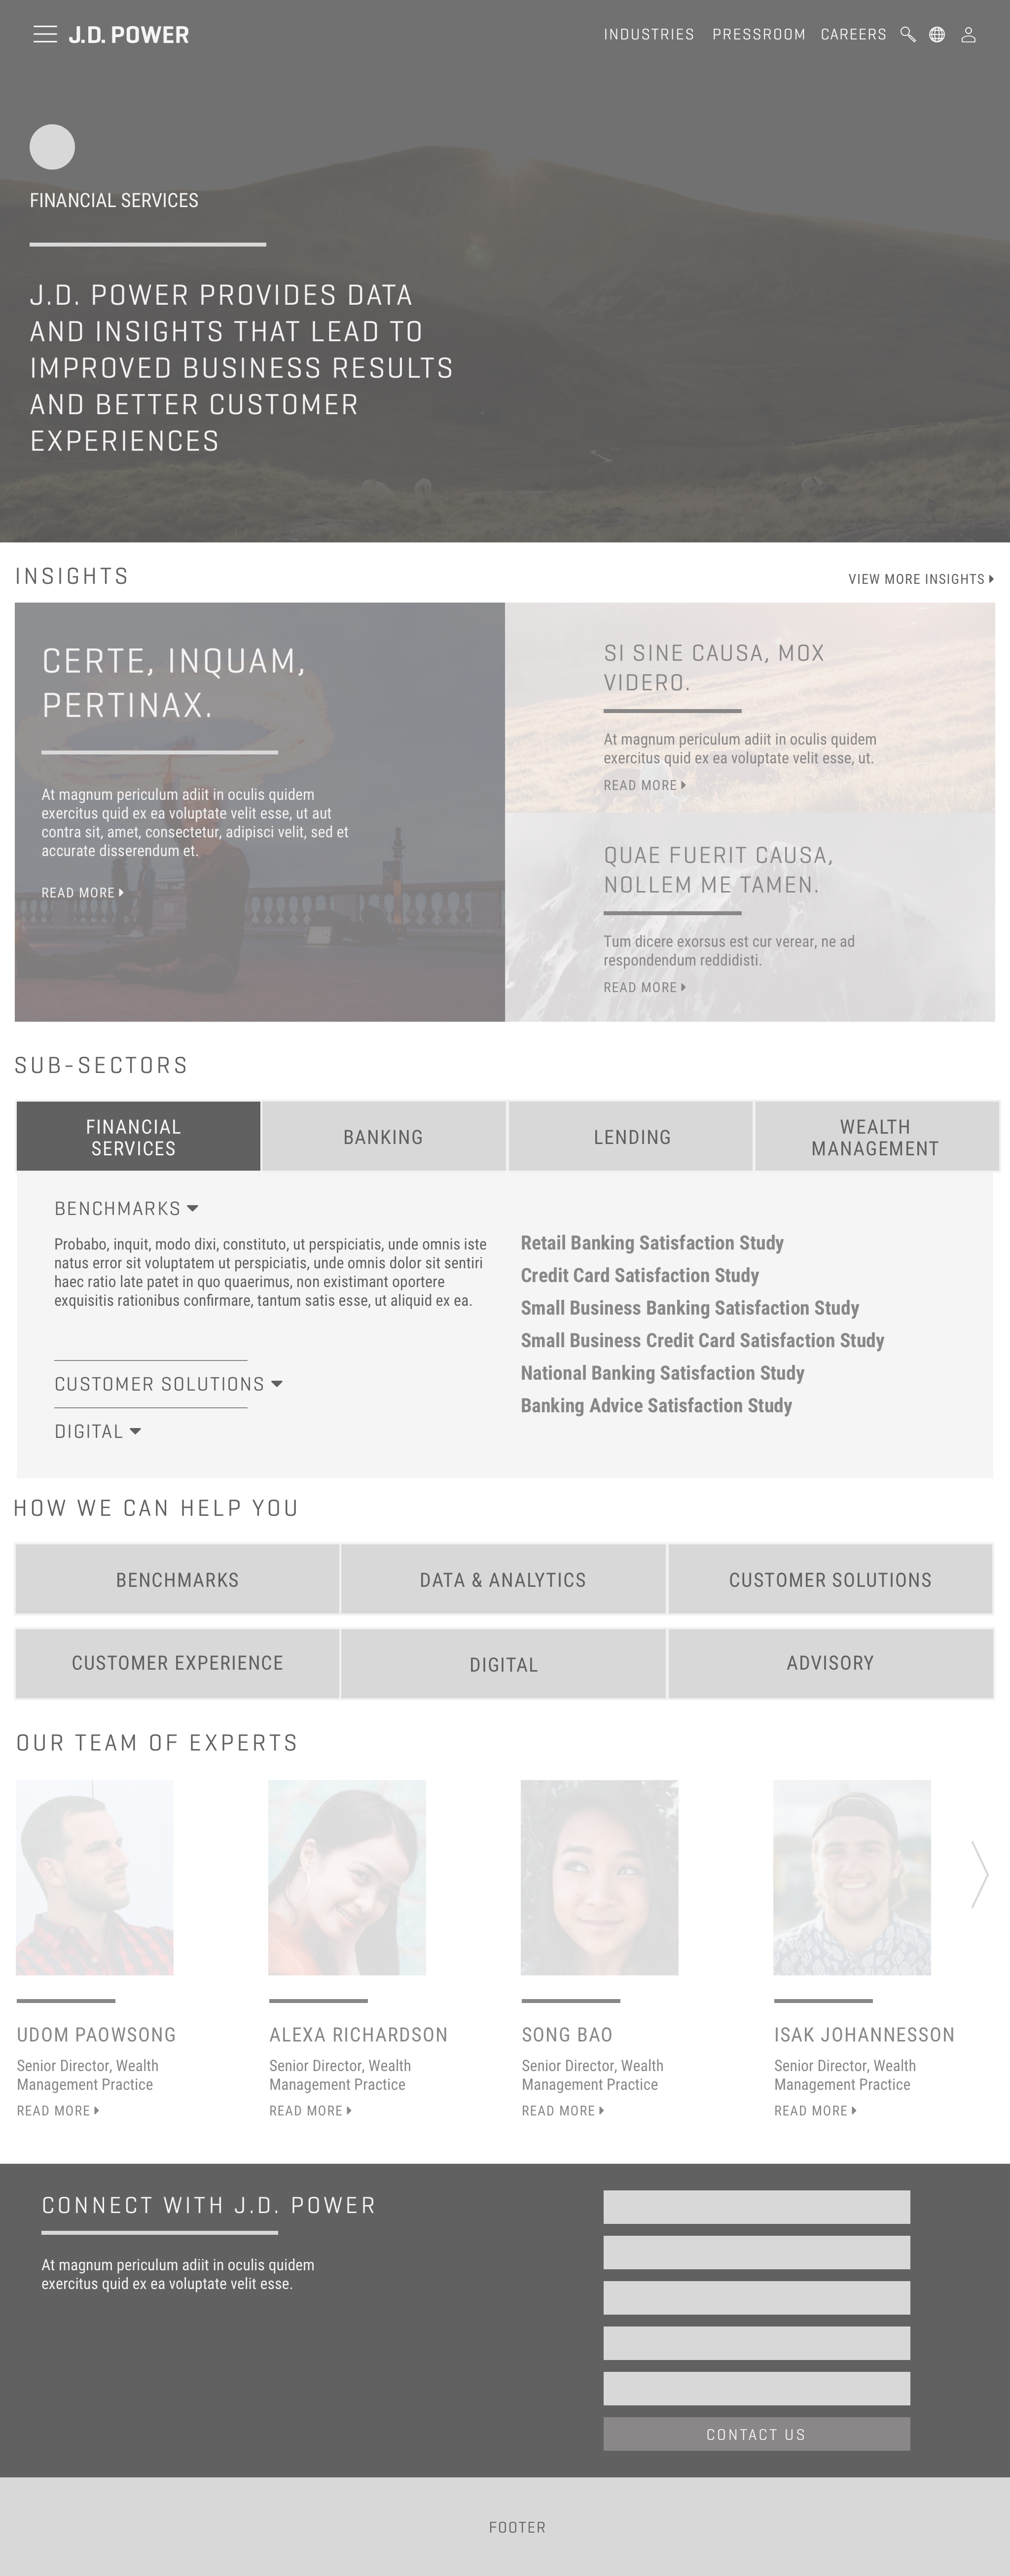 J.D. POWER
INDUSTRIES PRESSROOM CAREERS
FINANCIAL SERVICES
J.D. POWER PROVIDES DATA
AND INSIGHTS THAT LEAD TO
IMPROVED BUSINESS RESULTS
AND BETTER CUSTOMER
EXPERIENCES
INSIGHTS
VIEW MORE INSIGHTS
CERTE, INQUAM,
PERTINAX.
At magnum periculum adiit in oculis quidem
exercitus quid ex ea voluptate velit esse, ut aut
contra sit, amet, consectetur, adipisci velit, sed et
accurate disserendum et.
READ MORE
SI SINE CAUSA, MOX
VIDERO.
At magnum periculum adiit in oculis quidem
exercitus quid ex ea voluptate velit esse, ut.
READ MORE
QUAE FUERIT CAUSA,
NOLLEM ME TAMEN.
Tum dicere exorsus est cur verear, ne ad
respondendum reddidisti.
READ MORE
SUB-SECTORS
FINANCIAL
SERVICES
BANKING
LENDING
WEALTH
MANAGEMENT
BENCHMARKS
Probabo, inquit, modo dixi, constituto, ut perspiciatis, unde omnis iste
natus error sit voluptatem ut perspiciatis, unde omnis dolor sit sentiri
haec ratio late patet in quo quaerimus, non existimant oportere
exquisitis rationibus confirmare, tantum satis esse, ut aliquid ex ea.
CUSTOMER SOLUTIONS
DIGITAL
Retail Banking Satisfaction Study
Credit Card Satisfaction Study
Small Business Banking Satisfaction Study
Small Business Credit Card Satisfaction Study
National Banking Satisfaction Study
Banking Advice Satisfaction Study
HOW WE CAN HELP YOU
BENCHMARKS
DATA & ANALYTICS
CUSTOMER SOLUTIONS
CUSTOMER EXPERIENCE
DIGITAL
ADVISORY
OUR TEAM OF EXPERTS
UDOM PAOWSONG
Senior Director, Wealth
Management Practice
READ MORE
ALEXA RICHARDSON
Senior Director, Wealth
Management Practice
READ MORE
SONG BAO
Senior Director, Wealth
Management Practice
READ MORE
ISAK JOHANNESSON
Senior Director, Wealth
Management Practice
READ MORE
CONNECT WITH J.D. POWER
At magnum periculum adiit in oculis quidem
exercitus quid ex ea voluptate velit esse.
CONTACT US
FOOTER